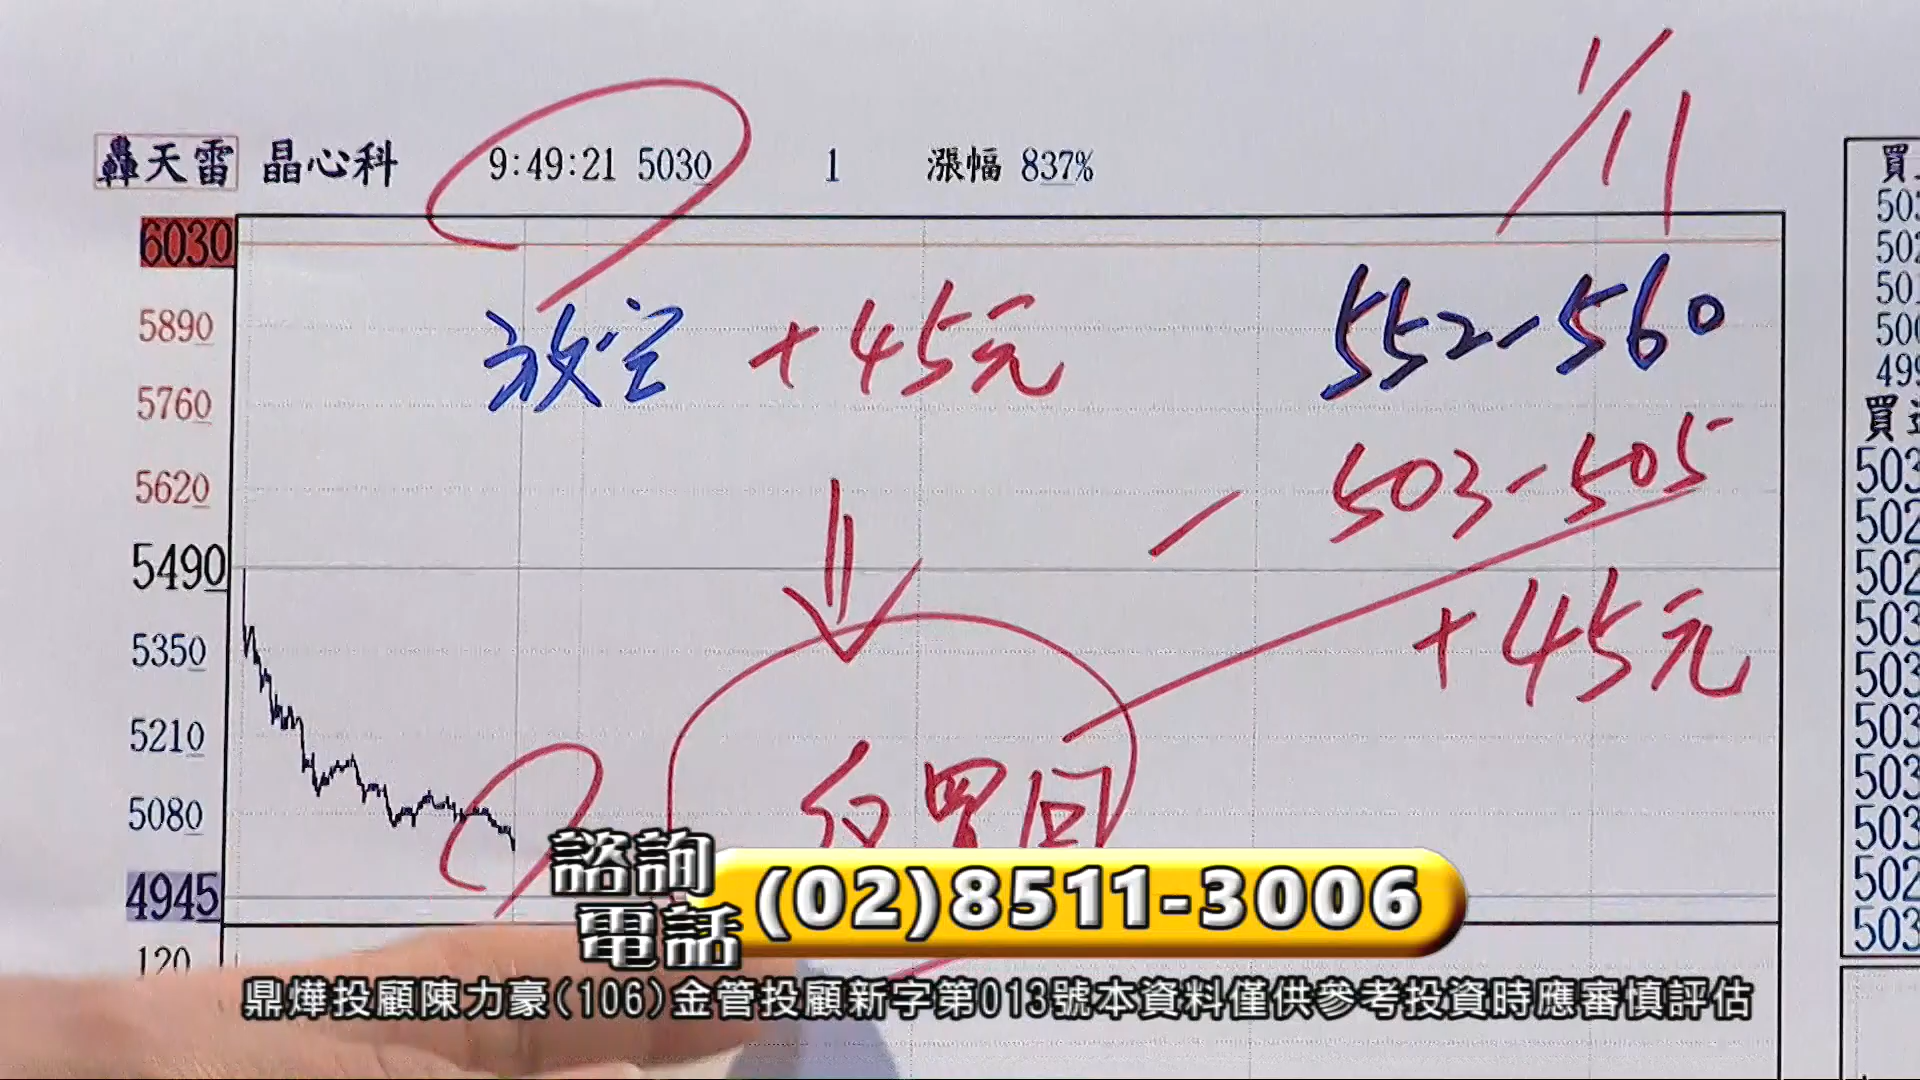 1/11
轟天雷 晶心科 9:49:21 5030 1 漲幅 837%
6030
5890
放空 +45元
552-560
5760
503-505
5620
5490
+45元
5350
5210
買回
5080
4945
120
諮詢電話 (02)8511-3006
鼎燁投顧陳力豪(106)金管投顧新字第013號本資料僅供參考投資時應審慎評估